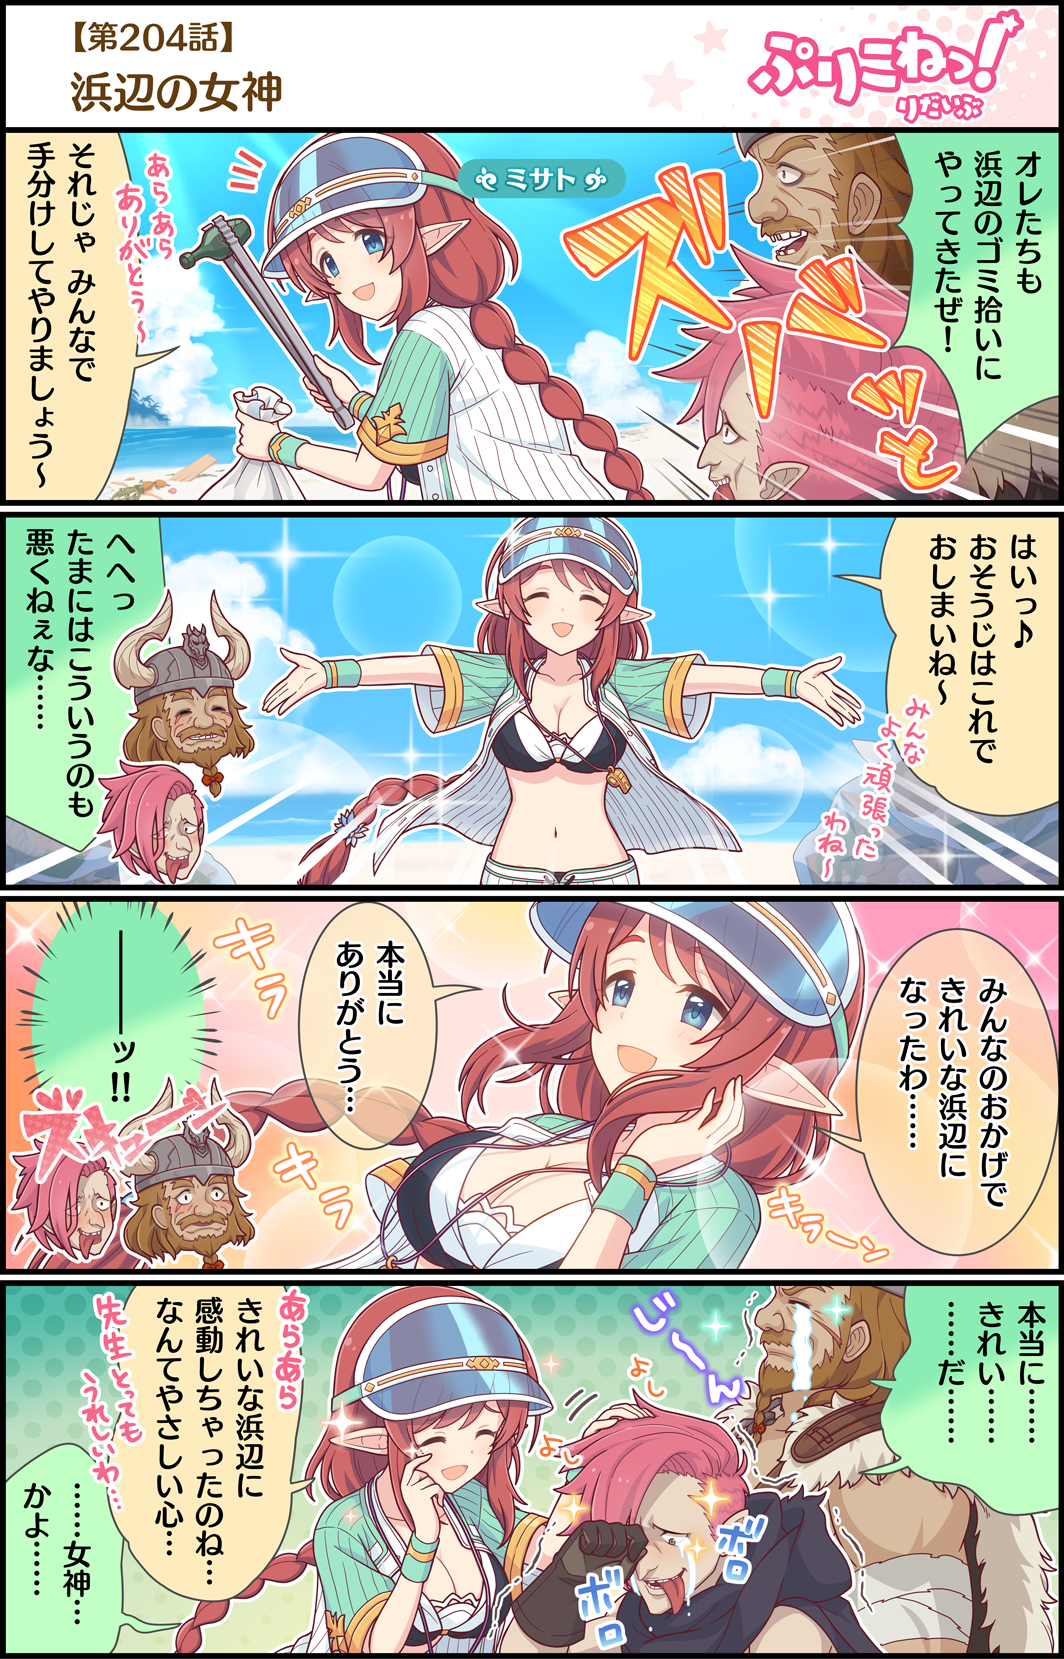 【第204話】
浜辺の女神
ぷりこねっ!
りだいぶ
オレたちも
浜辺のゴミ拾いに
やってきたぜ！
ズバッと
ミサト
あらあら
ありがとう～
それじゃ みんなで
手分けしてやりましょう～
はいっ♪
おそうじはこれで
おしまいね～
みんな
よく頑張った
わね～
へへっ
たまにはこういうのも
悪くねぇな……
みんなのおかげで
きれいな浜辺に
なったわ……
キラーン
本当に
ありがとう…
キラ
キラ
――ッ!!
ズキューン
本当に……
きれい……
……だ……
じ～ん
よし
よし
ボロ
ボロ
あらあら
きれいな浜辺に
感動しちゃったのね…
なんてやさしい心…
先生とっても
うれしいわ…
……女神…
かよ……